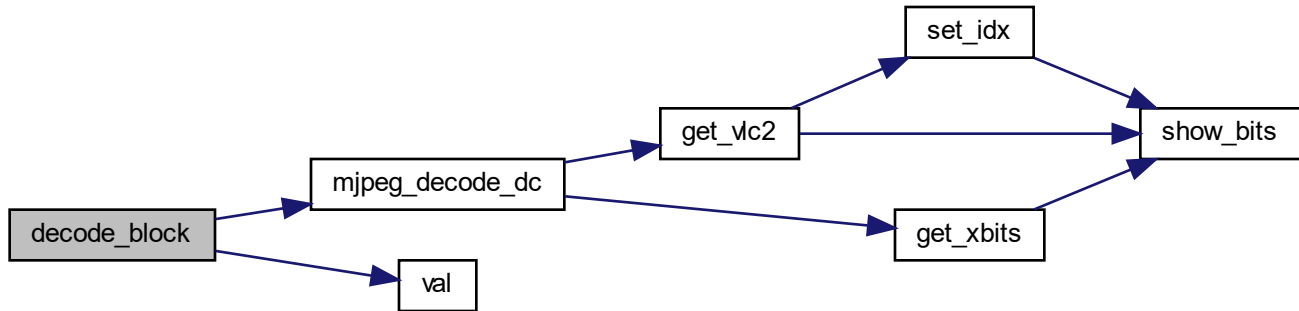 decode_block
mjpeg_decode_dc
val
get_vlc2
get_xbits
set_idx
show_bits